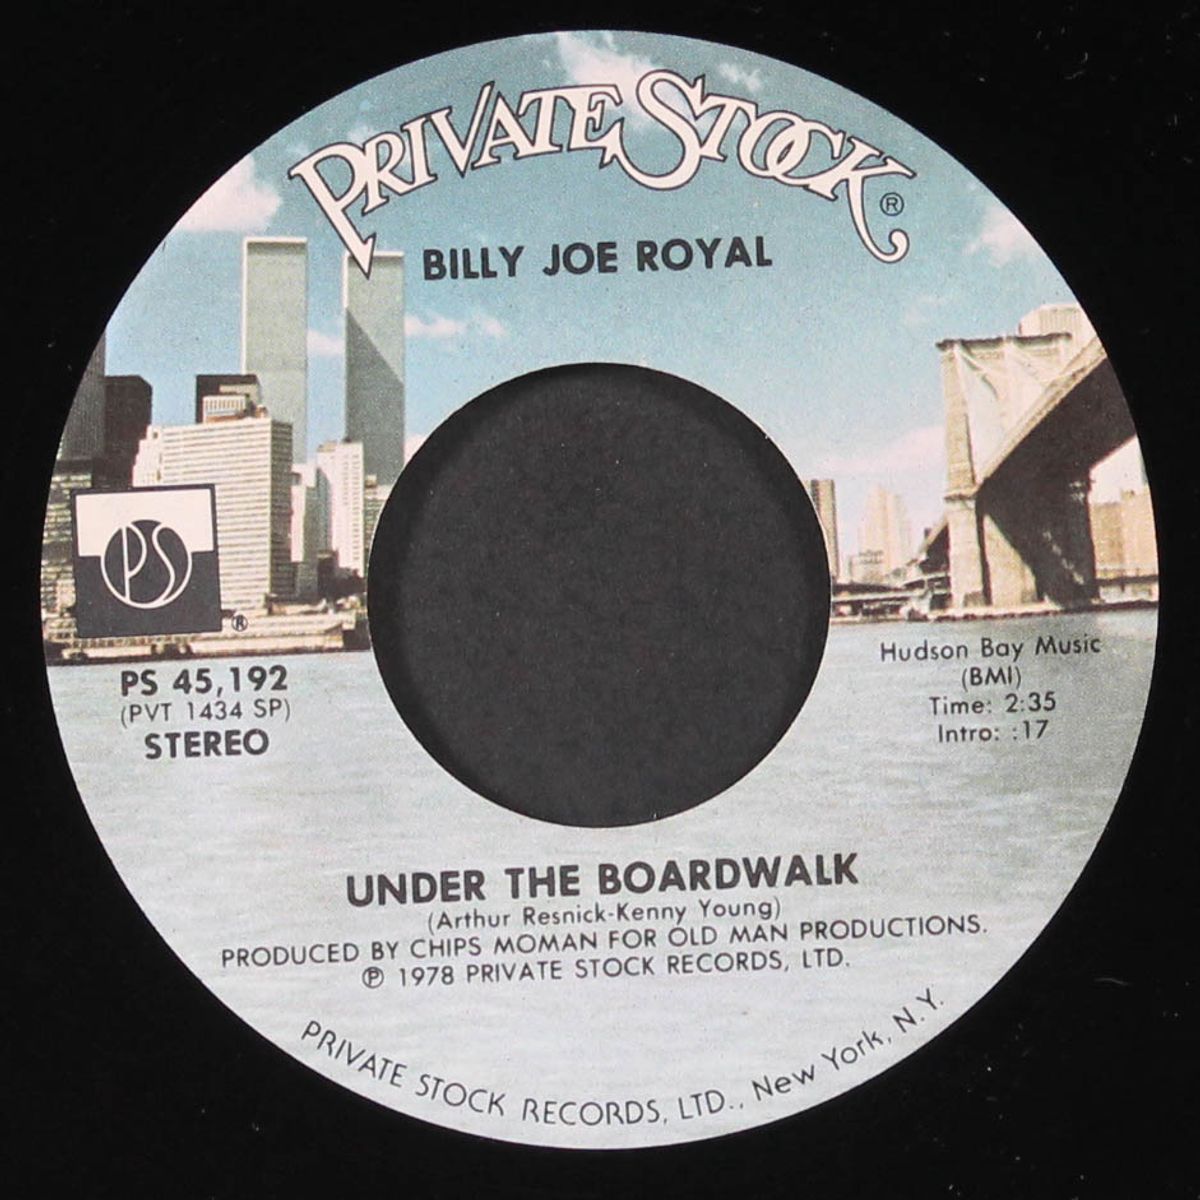 PRIVATE STOCK ®
BILLY JOE ROYAL
PS
®
PS 45,192
(PVT 1434 SP)
STEREO
Hudson Bay Music
(BMI)
Time: 2:35
Intro: :17
UNDER THE BOARDWALK
(Arthur Resnick-Kenny Young)
PRODUCED BY CHIPS MOMAN FOR OLD MAN PRODUCTIONS.
℗ 1978 PRIVATE STOCK RECORDS, LTD.
PRIVATE STOCK RECORDS, LTD., New York, N.Y.